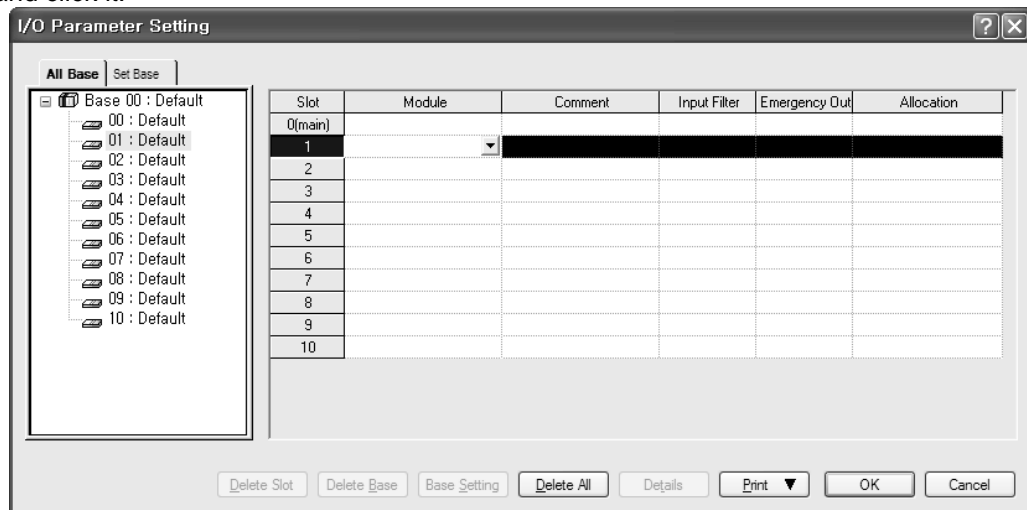 and click it.
I/O Parameter Setting
All Base Set Base
Base 00 : Default
00 : Default
01 : Default
02 : Default
03 : Default
04 : Default
05 : Default
06 : Default
07 : Default
08 : Default
09 : Default
10 : Default
Slot Module Comment Input Filter Emergency Out Allocation
0(main)
1
2
3
4
5
6
7
8
9
10
Delete Slot Delete Base Base Setting Delete All Details Print ▼ OK Cancel